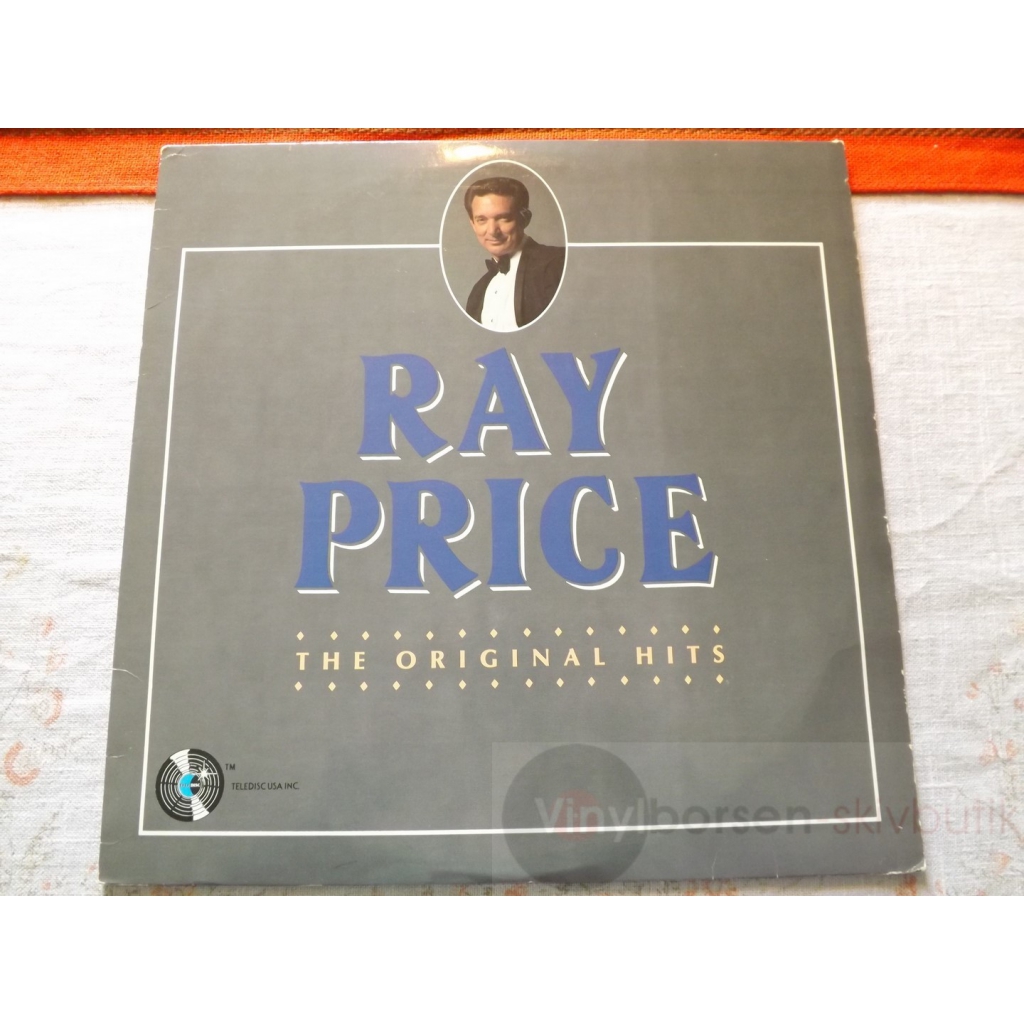 RAY
PRICE
THE ORIGINAL HITS
TM
TELEDISC USA INC.
Vinylborsen skivbutik